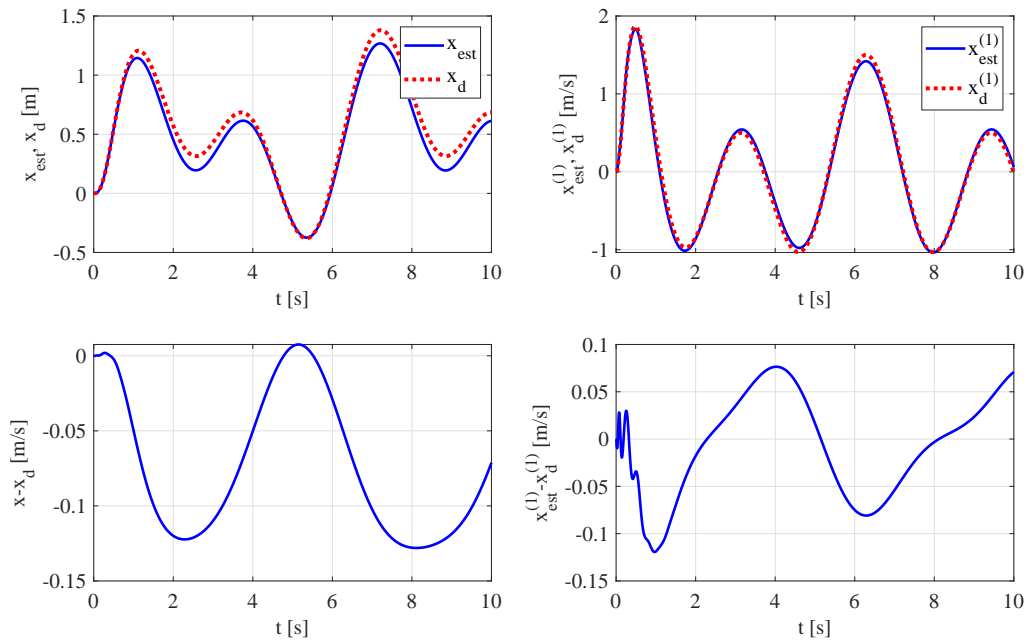 x_est, x_d [m]
1.5
1
0.5
0
-0.5
x_est
x_d
0 2 4 6 8 10
t [s]
x_est^(1), x_d^(1) [m/s]
2
1
0
-1
x_est^(1)
x_d^(1)
0 2 4 6 8 10
t [s]
x-x_d [m/s]
0
-0.05
-0.1
-0.15
0 2 4 6 8 10
t [s]
x_est^(1)-x_d^(1) [m/s]
0.1
0.05
0
-0.05
-0.1
-0.15
0 2 4 6 8 10
t [s]